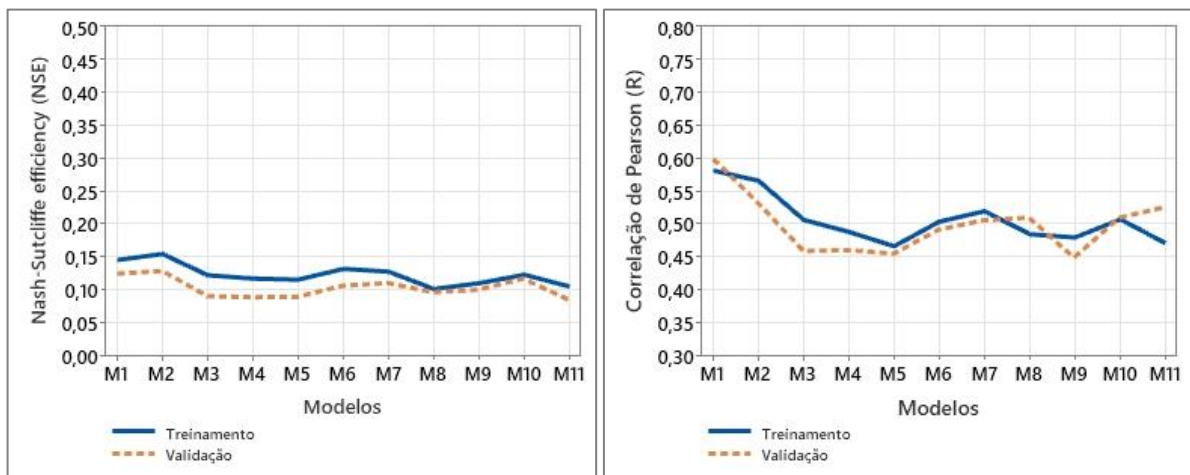 Nash-Sutcliffe efficiency (NSE)
0,50
0,45
0,40
0,35
0,30
0,25
0,20
0,15
0,10
0,05
0,00
M1 M2 M3 M4 M5 M6 M7 M8 M9 M10 M11
Modelos
Treinamento
Validação
Correlação de Pearson (R)
0,80
0,75
0,70
0,65
0,60
0,55
0,50
0,45
0,40
0,35
0,30
M1 M2 M3 M4 M5 M6 M7 M8 M9 M10 M11
Modelos
Treinamento
Validação